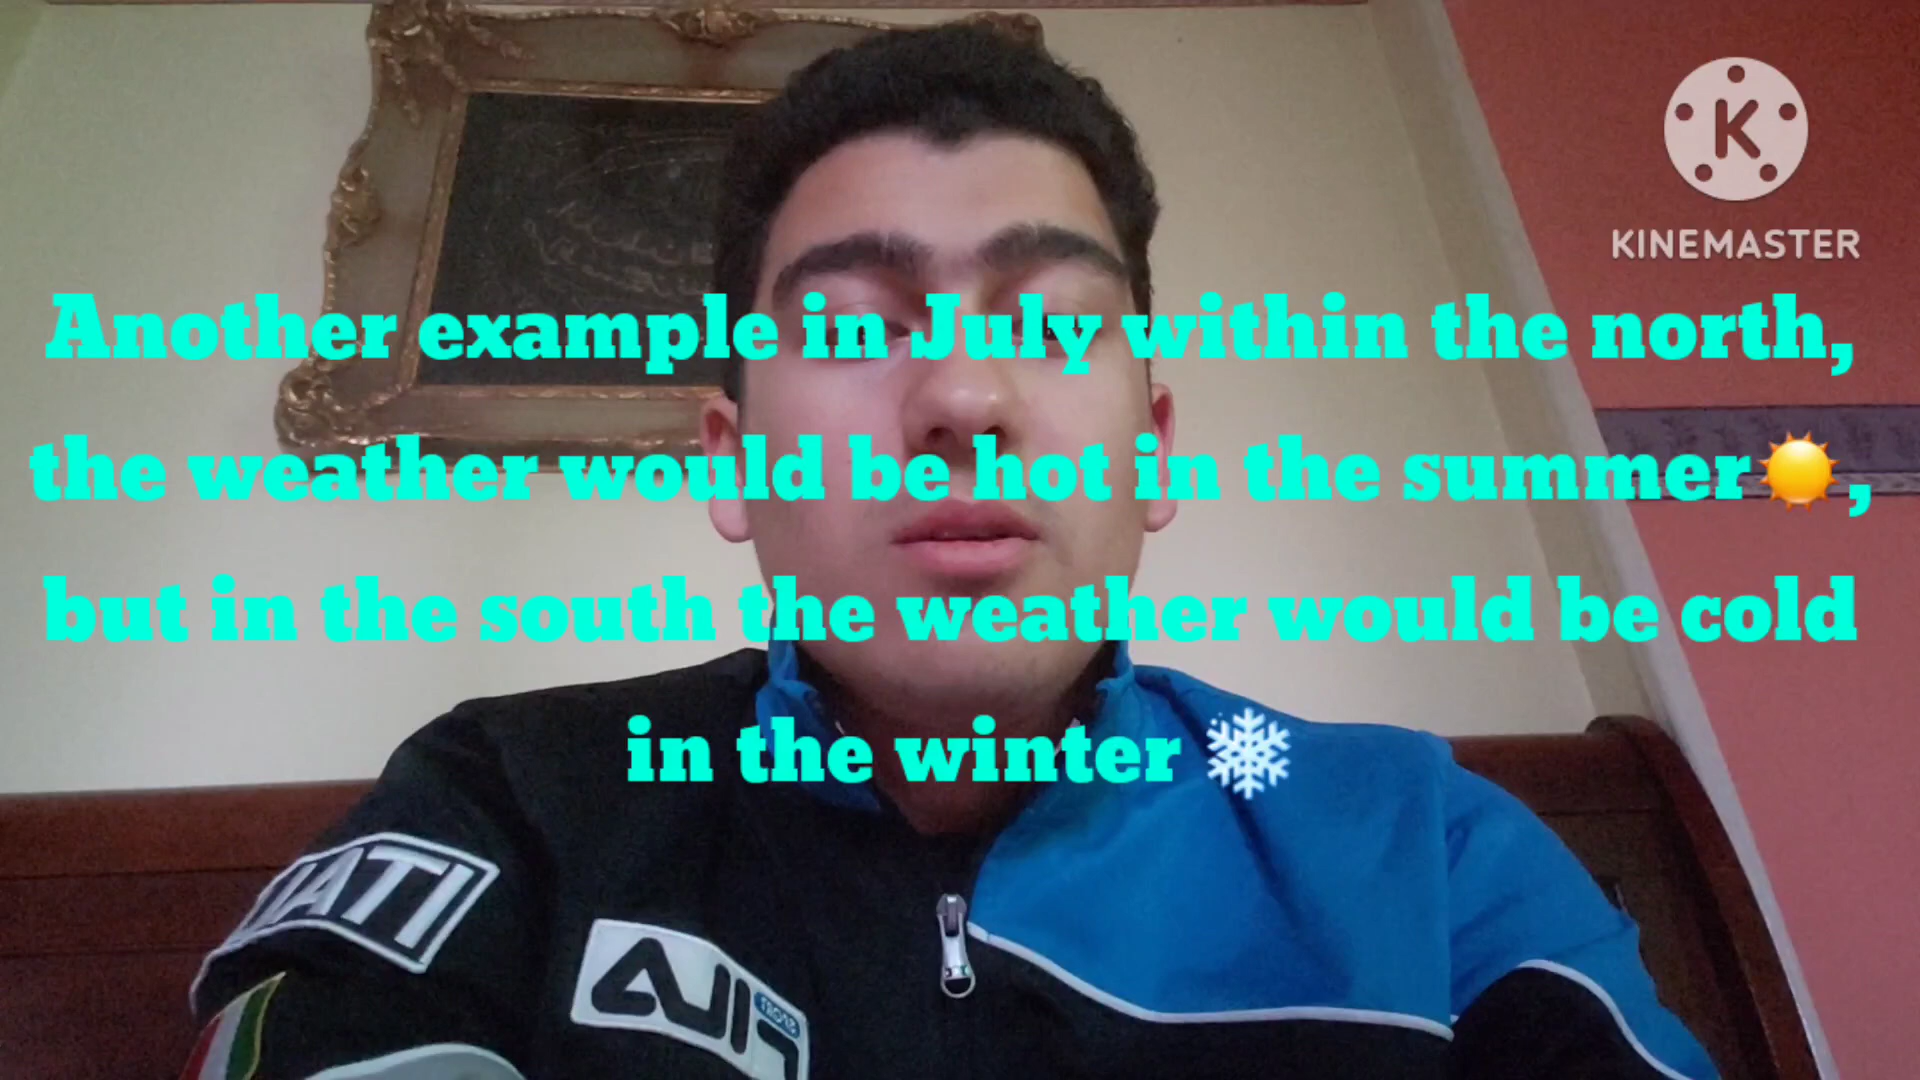 KINEMASTER
Another example in July within the north,
the weather would be hot in the summer☀️,
but in the south the weather would be cold
in the winter ❄️